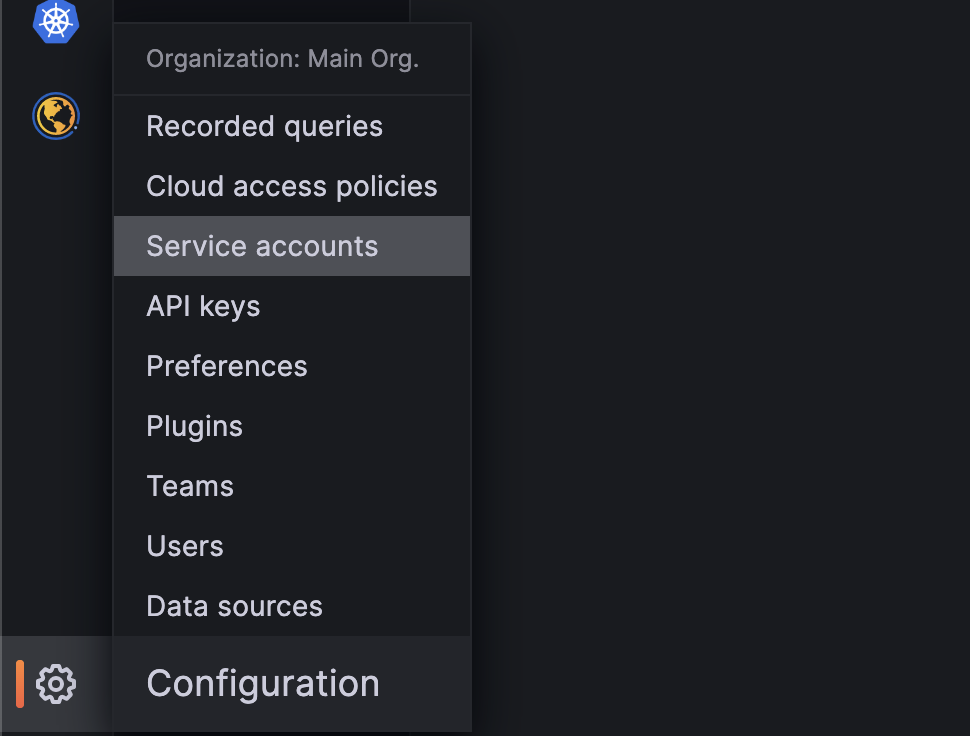 Organization: Main Org.
Recorded queries
Cloud access policies
Service accounts
API keys
Preferences
Plugins
Teams
Users
Data sources
Configuration